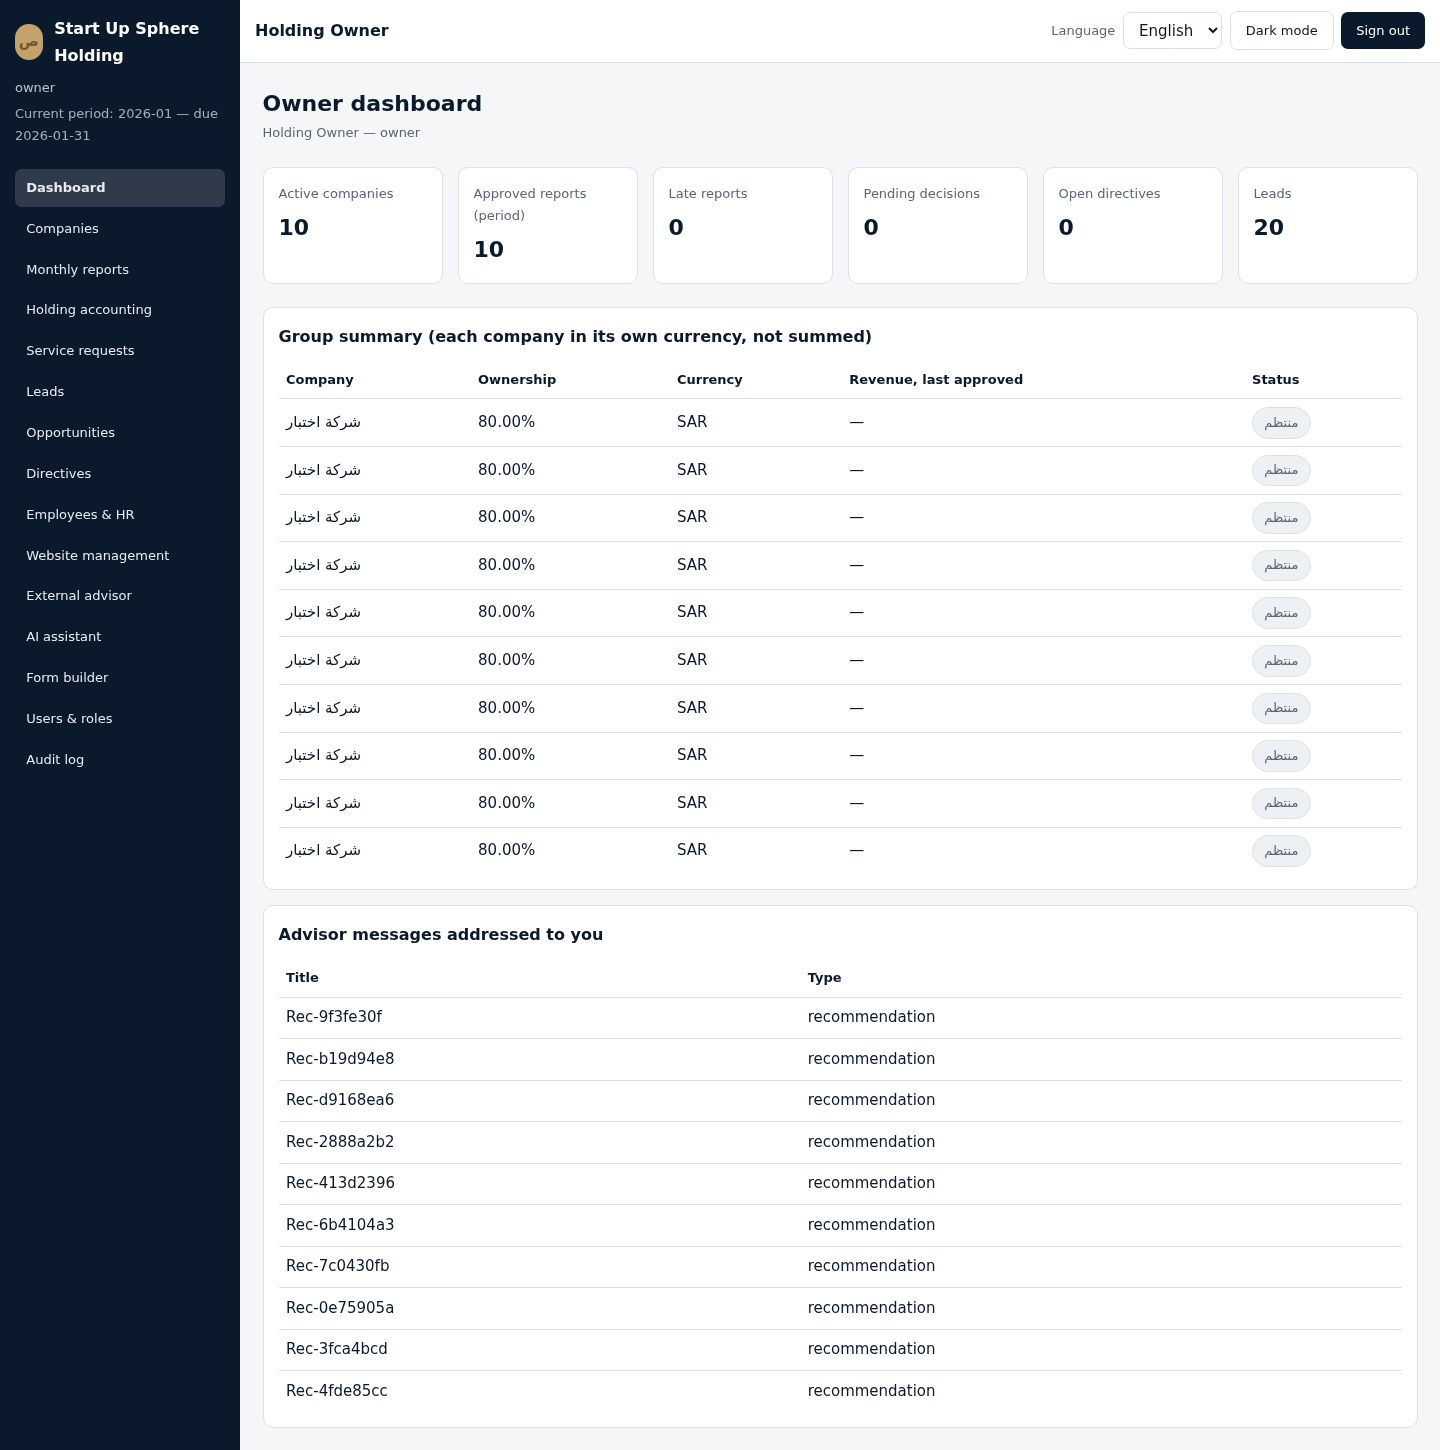 ص
Start Up Sphere
Holding
owner
Current period: 2026-01 — due
2026-01-31
Dashboard
Companies
Monthly reports
Holding accounting
Service requests
Leads
Opportunities
Directives
Employees & HR
Website management
External advisor
AI assistant
Form builder
Users & roles
Audit log
Holding Owner
Language English Dark mode Sign out
Owner dashboard
Holding Owner — owner
Active companies
10
Approved reports
(period)
10
Late reports
0
Pending decisions
0
Open directives
0
Leads
20
Group summary (each company in its own currency, not summed)
Company Ownership Currency Revenue, last approved Status
شركة اختبار 80.00% SAR — منتظم
شركة اختبار 80.00% SAR — منتظم
شركة اختبار 80.00% SAR — منتظم
شركة اختبار 80.00% SAR — منتظم
شركة اختبار 80.00% SAR — منتظم
شركة اختبار 80.00% SAR — منتظم
شركة اختبار 80.00% SAR — منتظم
شركة اختبار 80.00% SAR — منتظم
شركة اختبار 80.00% SAR — منتظم
شركة اختبار 80.00% SAR — منتظم
Advisor messages addressed to you
Title Type
Rec-9f3fe30f recommendation
Rec-b19d94e8 recommendation
Rec-d9168ea6 recommendation
Rec-2888a2b2 recommendation
Rec-413d2396 recommendation
Rec-6b4104a3 recommendation
Rec-7c0430fb recommendation
Rec-0e75905a recommendation
Rec-3fca4bcd recommendation
Rec-4fde85cc recommendation